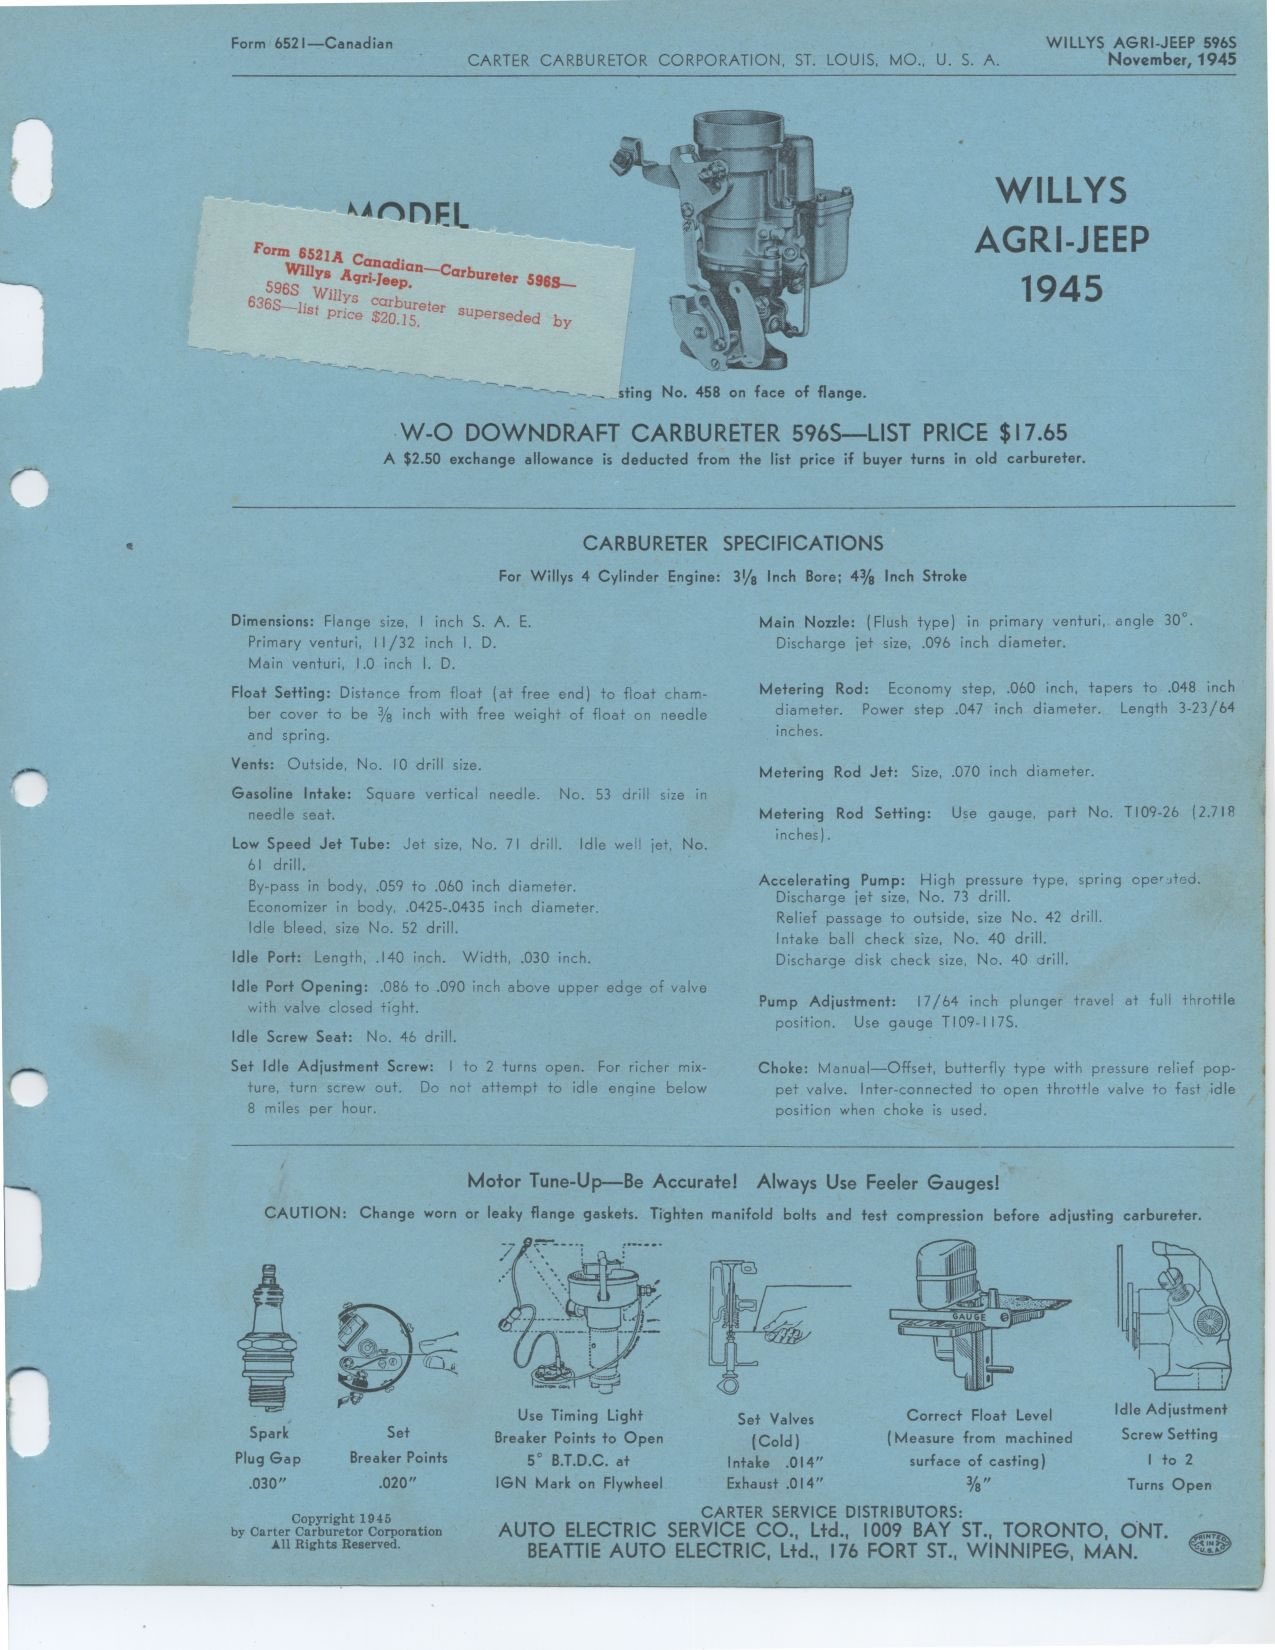 Form 6521—Canadian
CARTER CARBURETOR CORPORATION, ST. LOUIS, MO., U. S. A.
WILLYS AGRI-JEEP 596S
November, 1945
MODEL
Form 6521A Canadian—Carbureter 596S—
Willys Agri-Jeep.
596S Willys carbureter superseded by
636S—list price $20.15.
WILLYS
AGRI-JEEP
1945
sting No. 458 on face of flange.
W-O DOWNDRAFT CARBURETER 596S—LIST PRICE $17.65
A $2.50 exchange allowance is deducted from the list price if buyer turns in old carbureter.
CARBURETER SPECIFICATIONS
For Willys 4 Cylinder Engine: 3⅛ Inch Bore; 4⅜ Inch Stroke
Dimensions: Flange size, 1 inch S. A. E.
Primary venturi, 11/32 inch I. D.
Main venturi, 1.0 inch I. D.
Float Setting: Distance from float (at free end) to float cham-
ber cover to be ⅜ inch with free weight of float on needle
and spring.
Vents: Outside, No. 10 drill size.
Gasoline Intake: Square vertical needle. No. 53 drill size in
needle seat.
Low Speed Jet Tube: Jet size, No. 71 drill. Idle well jet, No.
61 drill.
By-pass in body, .059 to .060 inch diameter.
Economizer in body, .0425-.0435 inch diameter.
Idle bleed, size No. 52 drill.
Idle Port: Length, .140 inch. Width, .030 inch.
Idle Port Opening: .086 to .090 inch above upper edge of valve
with valve closed tight.
Idle Screw Seat: No. 46 drill.
Set Idle Adjustment Screw: 1 to 2 turns open. For richer mix-
ture, turn screw out. Do not attempt to idle engine below
8 miles per hour.
Main Nozzle: (Flush type) in primary venturi, angle 30°.
Discharge jet size, .096 inch diameter.
Metering Rod: Economy step, .060 inch, tapers to .048 inch
diameter. Power step .047 inch diameter. Length 3-23/64
inches.
Metering Rod Jet: Size, .070 inch diameter.
Metering Rod Setting: Use gauge, part No. T109-26 (2.718
inches).
Accelerating Pump: High pressure type, spring operated.
Discharge jet size, No. 73 drill.
Relief passage to outside, size No. 42 drill.
Intake ball check size, No. 40 drill.
Discharge disk check size, No. 40 drill.
Pump Adjustment: 17/64 inch plunger travel at full throttle
position. Use gauge T109-117S.
Choke: Manual—Offset, butterfly type with pressure relief pop-
pet valve. Inter-connected to open throttle valve to fast idle
position when choke is used.
Motor Tune-Up—Be Accurate! Always Use Feeler Gauges!
CAUTION: Change worn or leaky flange gaskets. Tighten manifold bolts and test compression before adjusting carbureter.
IGNITION COIL
GAUGE
Spark
Plug Gap
.030"
Set
Breaker Points
.020"
Use Timing Light
Breaker Points to Open
5° B.T.D.C. at
IGN Mark on Flywheel
Set Valves
(Cold)
Intake .014"
Exhaust .014"
Correct Float Level
(Measure from machined
surface of casting)
⅜"
Idle Adjustment
Screw Setting
1 to 2
Turns Open
Copyright 1945
by Carter Carburetor Corporation
All Rights Reserved.
CARTER SERVICE DISTRIBUTORS:
AUTO ELECTRIC SERVICE CO., Ltd., 1009 BAY ST., TORONTO, ONT.
BEATTIE AUTO ELECTRIC, Ltd., 176 FORT ST., WINNIPEG, MAN.
PRINTED
IN
U.S.A.